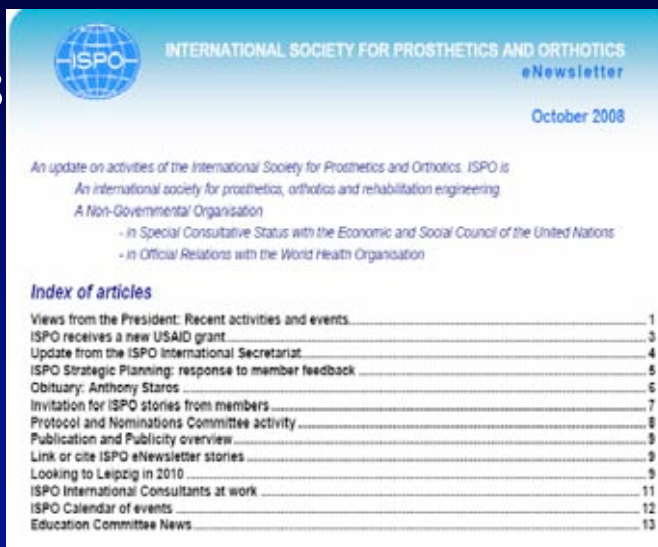 ISPO
INTERNATIONAL SOCIETY FOR PROSTHETICS AND ORTHOTICS
eNewsletter
October 2008
An update on activities of the International Society for Prosthetics and Orthotics. ISPO is
An international society for prosthetics, orthotics and rehabilitation engineering
A Non-Governmental Organisation
- in Special Consultative Status with the Economic and Social Council of the United Nations
- in Official Relations with the World Health Organisation
Index of articles
Views from the President: Recent activities and events 1
ISPO receives a new USAID grant 3
Update from the ISPO International Secretariat 4
ISPO Strategic Planning: response to member feedback 5
Obituary: Anthony Staros 6
Invitation for ISPO stories from members 7
Protocol and Nominations Committee activity 8
Publication and Publicity overview 9
Link or cite ISPO eNewsletter stories 9
Looking to Leipzig in 2010 9
ISPO International Consultants at work 11
ISPO Calendar of events 12
Education Committee News 13